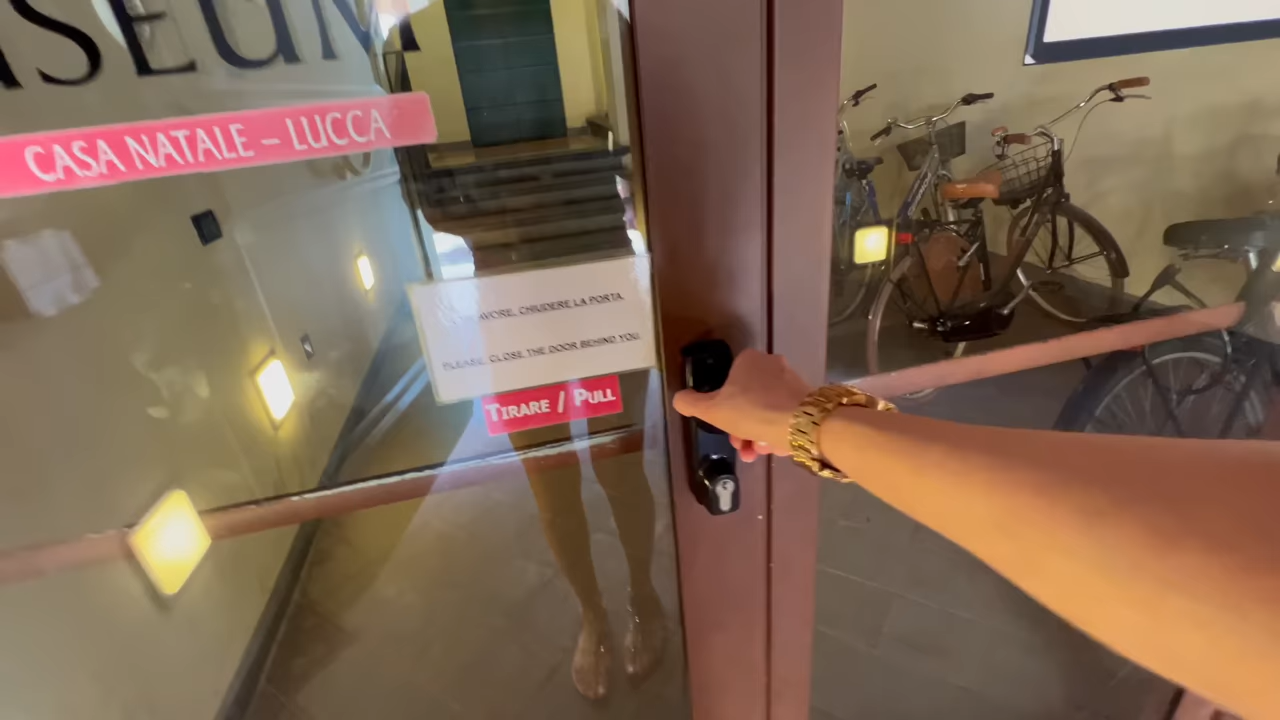 CASA NATALE – LUCCA
CHIUDERE LA PORTA.
PLEASE, CLOSE THE DOOR BEHIND YOU.
TIRARE / PULL